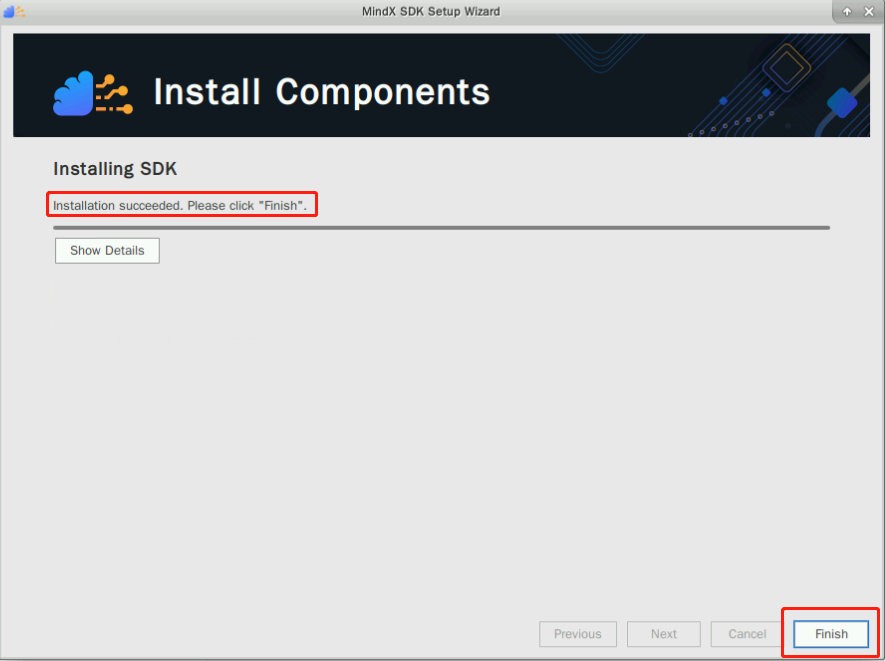 MindX SDK Setup Wizard
Install Components
Installing SDK
Installation succeeded. Please click "Finish".
Show Details
Previous
Next
Cancel
Finish